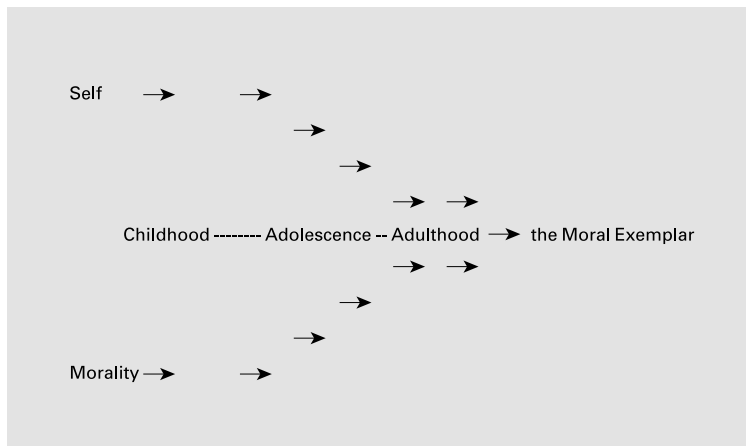 Self
Childhood -------- Adolescence -- Adulthood the Moral Exemplar
Morality